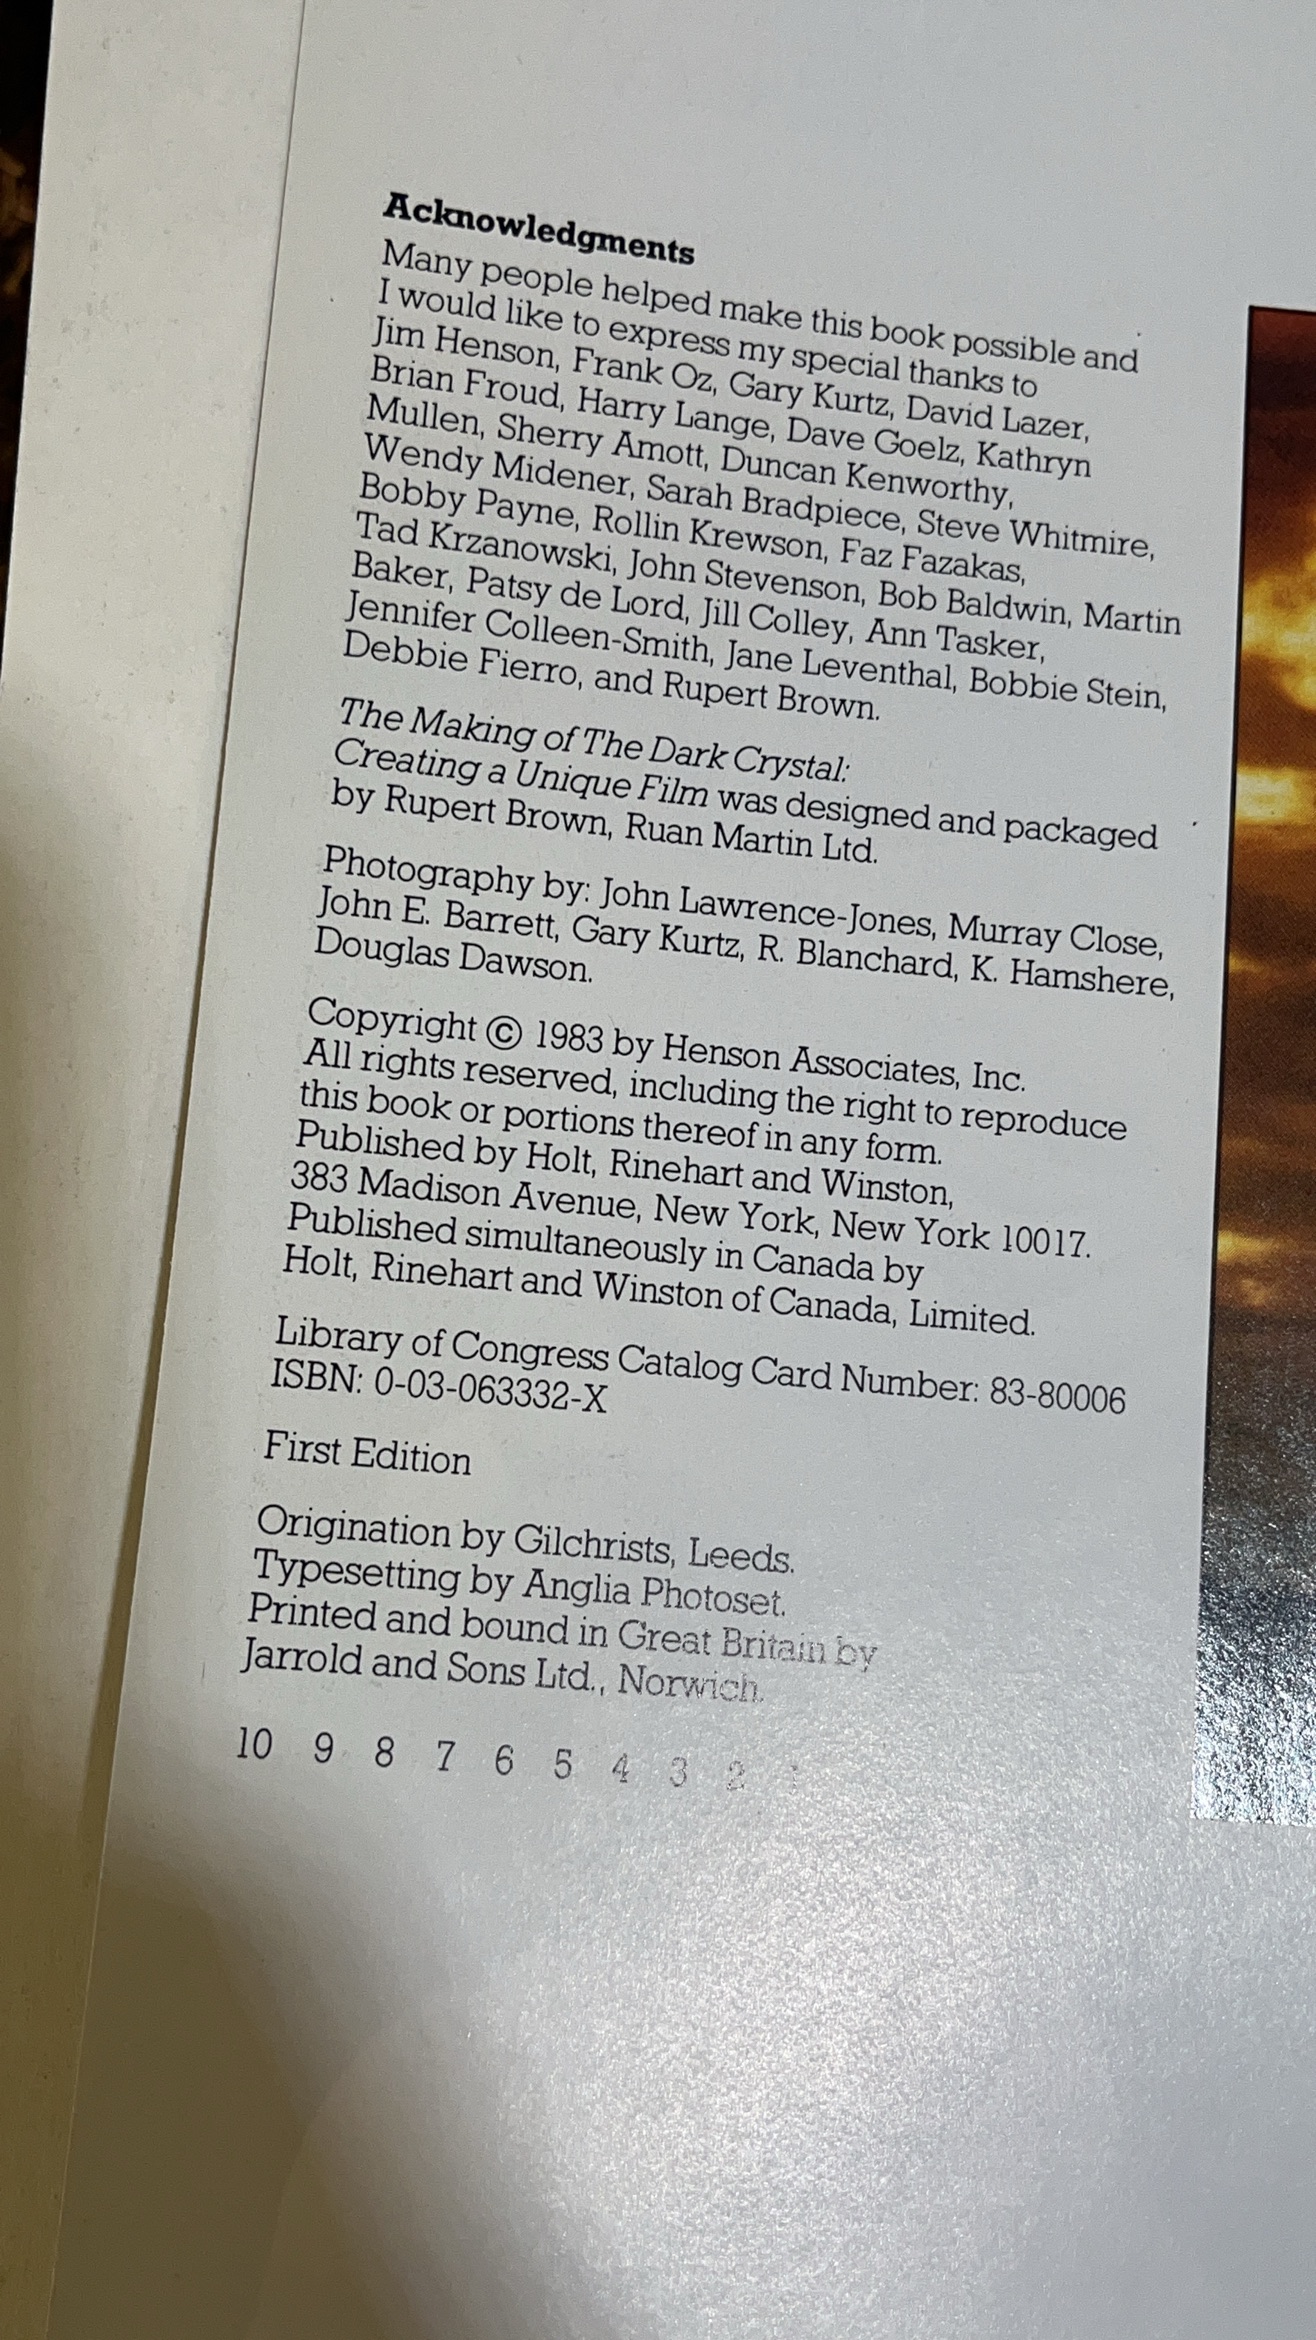 Acknowledgments
Many people helped make this book possible and
I would like to express my special thanks to
Jim Henson, Frank Oz, Gary Kurtz, David Lazer,
Brian Froud, Harry Lange, Dave Goelz, Kathryn
Mullen, Sherry Amott, Duncan Kenworthy,
Wendy Midener, Sarah Bradpiece, Steve Whitmire,
Bobby Payne, Rollin Krewson, Faz Fazakas,
Tad Krzanowski, John Stevenson, Bob Baldwin, Martin
Baker, Patsy de Lord, Jill Colley, Ann Tasker,
Jennifer Colleen-Smith, Jane Leventhal, Bobbie Stein,
Debbie Fierro, and Rupert Brown.
The Making of The Dark Crystal:
Creating a Unique Film was designed and packaged
by Rupert Brown, Ruan Martin Ltd.
Photography by: John Lawrence-Jones, Murray Close,
John E. Barrett, Gary Kurtz, R. Blanchard, K. Hamshere,
Douglas Dawson.
Copyright © 1983 by Henson Associates, Inc.
All rights reserved, including the right to reproduce
this book or portions thereof in any form.
Published by Holt, Rinehart and Winston,
383 Madison Avenue, New York, New York 10017.
Published simultaneously in Canada by
Holt, Rinehart and Winston of Canada, Limited.
Library of Congress Catalog Card Number: 83-80006
ISBN: 0-03-063332-X
First Edition
Origination by Gilchrists, Leeds.
Typesetting by Anglia Photoset.
Printed and bound in Great Britain by
Jarrold and Sons Ltd., Norwich.
10 9 8 7 6 5 4 3 2 1